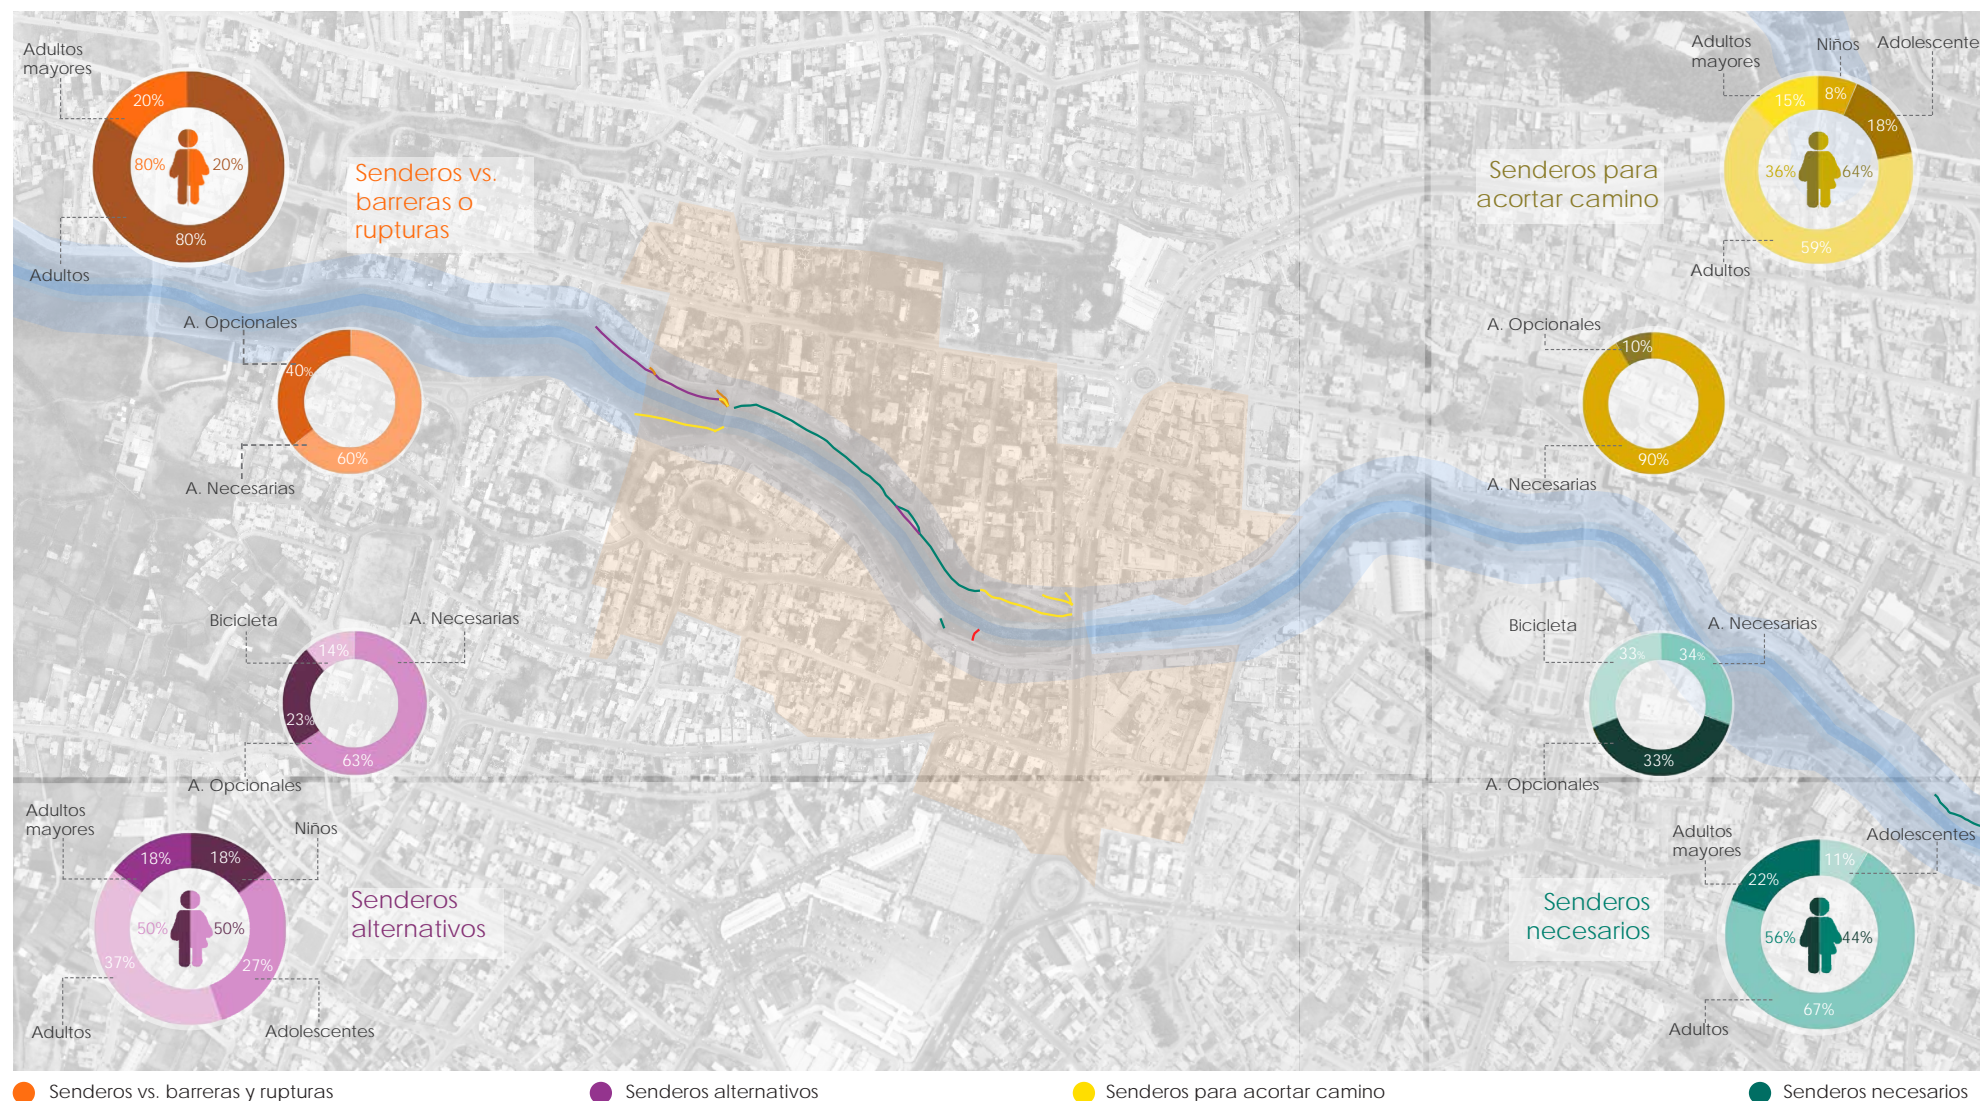 Adultos
mayores
20%
80%
20%
80%
Adultos
Senderos vs.
barreras o
rupturas
A. Opcionales
40%
A. Necesarias
60%
Bicicleta
14%
A. Necesarias
23%
63%
A. Opcionales
Adultos
mayores
Niños
18%
18%
50%
50%
37%
27%
Adultos
Adolescentes
Senderos
alternativos
Adultos
mayores
Niños
Adolescente
15%
8%
18%
36%
64%
59%
Adultos
Senderos para
acortar camino
A. Opcionales
10%
A. Necesarias
90%
Bicicleta
A. Necesarias
33%
34%
33%
A. Opcionales
Adultos
mayores
Adolescentes
11%
22%
56%
44%
67%
Adultos
Senderos
necesarios
Senderos vs. barreras y rupturas
Senderos alternativos
Senderos para acortar camino
Senderos necesarios